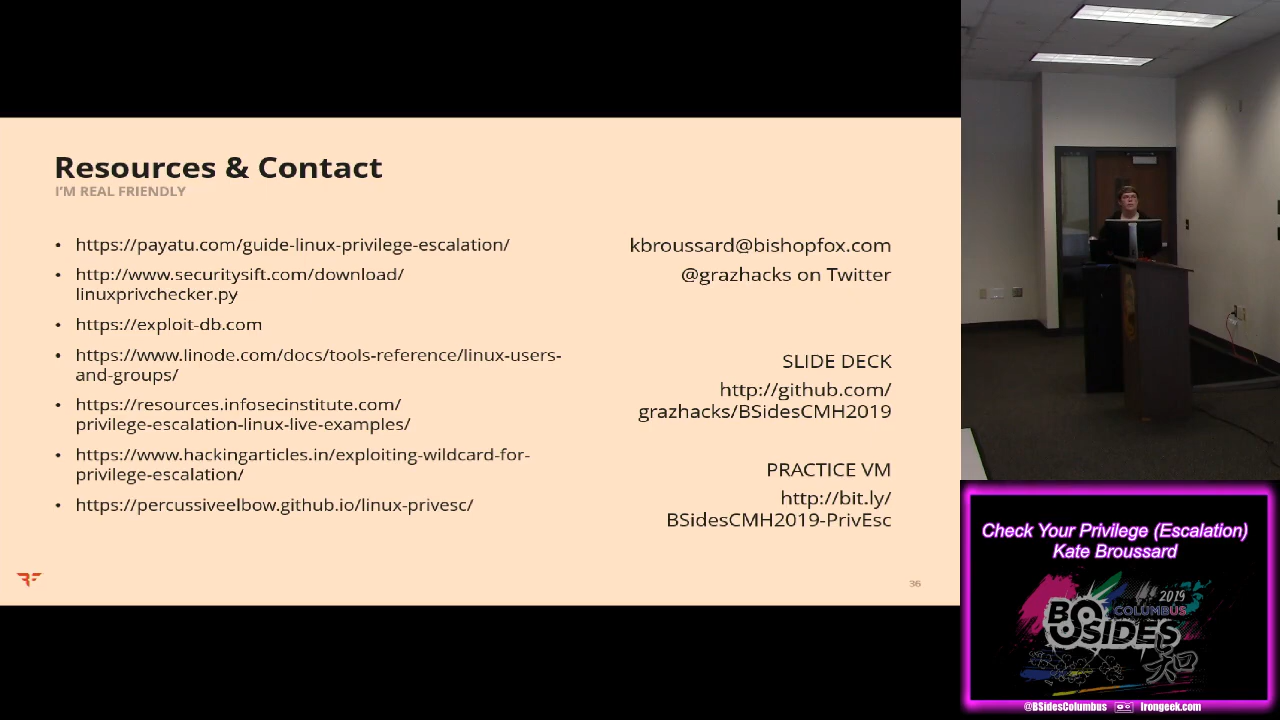 Resources & Contact
I'M REAL FRIENDLY
• https://payatu.com/guide-linux-privilege-escalation/
• http://www.securitysift.com/download/
linuxprivchecker.py
• https://exploit-db.com
• https://www.linode.com/docs/tools-reference/linux-users-
and-groups/
• https://resources.infosecinstitute.com/
privilege-escalation-linux-live-examples/
• https://www.hackingarticles.in/exploiting-wildcard-for-
privilege-escalation/
• https://percussiveelbow.github.io/linux-privesc/
kbroussard@bishopfox.com
@grazhacks on Twitter
SLIDE DECK
http://github.com/
grazhacks/BSidesCMH2019
PRACTICE VM
http://bit.ly/
BSidesCMH2019-PrivEsc
36
Check Your Privilege (Escalation)
Kate Broussard
2019
COLUMBUS
BSIDES
@BSidesColumbus
Irongeek.com